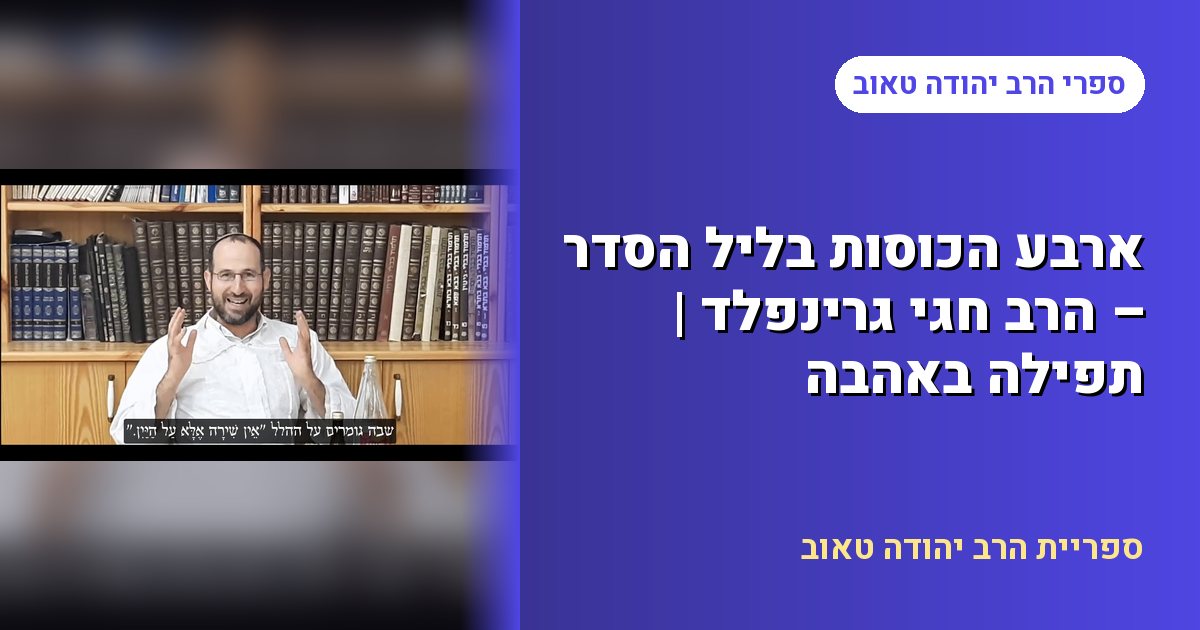 ספרי הרב יהודה טאוב
ארבע הכוסות בליל הסדר
– הרב חגי גרינפלד |
תפילה באהבה
שבה גומרים על ההלל "אֵין שִׁירָה אֶלָּא עַל הַיַּיִן."
ספריית הרב יהודה טאוב